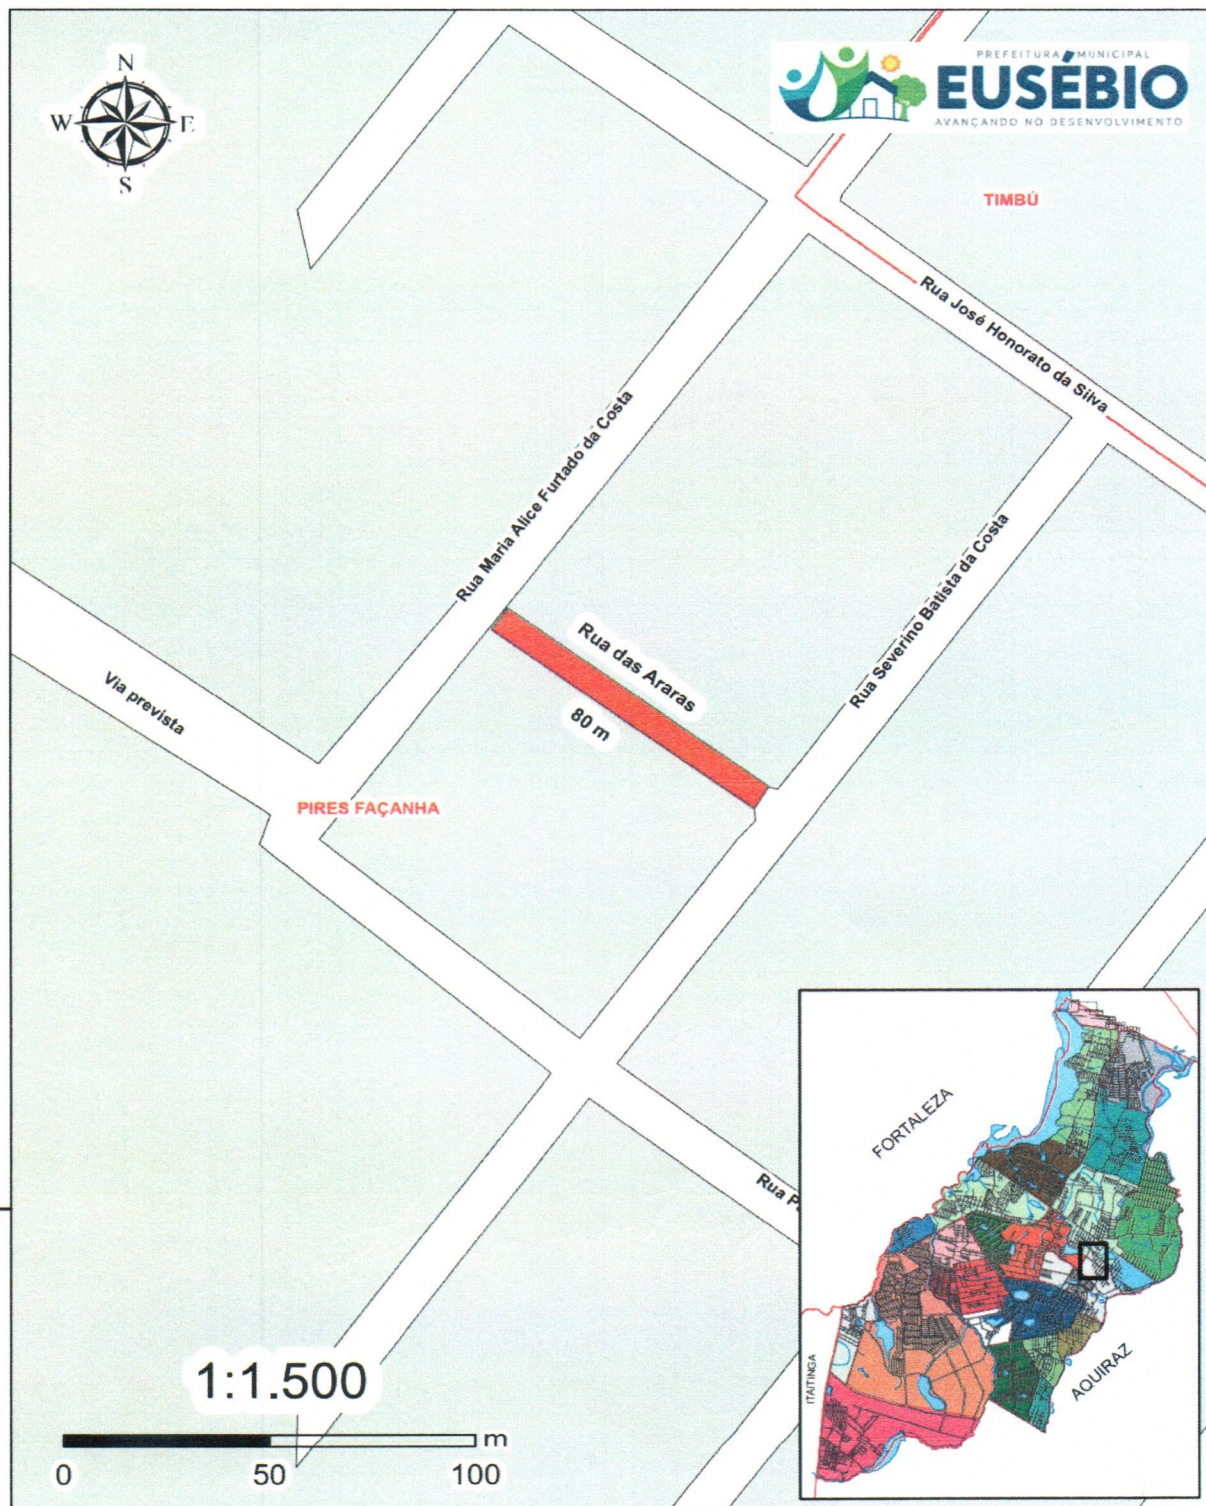 N
W E
S
PREFEITURA MUNICIPAL
EUSÉBIO
AVANÇANDO NO DESENVOLVIMENTO
TIMBÚ
Rua José Honorato da Silva
Rua Maria Alice Furtado da Costa
Rua Severino Batista da Costa
Rua das Araras
80 m
Via prevista
PIRES FAÇANHA
Rua
FORTALEZA
AQUIRAZ
ITAITINGA
1:1.500
m
0 50 100